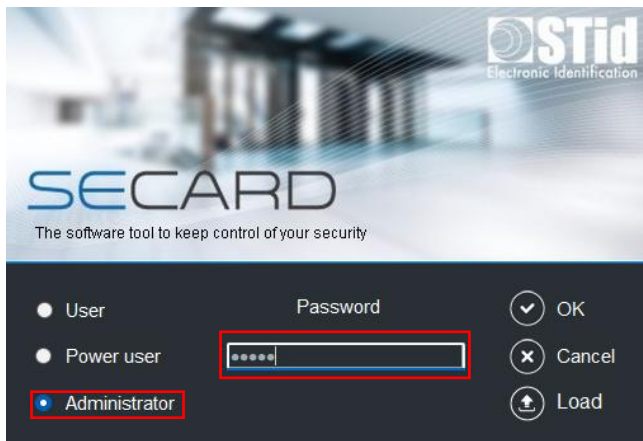 STid
Electronic Identification
SECARD
The software tool to keep control of your security
User
Password
OK
Power user
•••••
Cancel
Administrator
Load